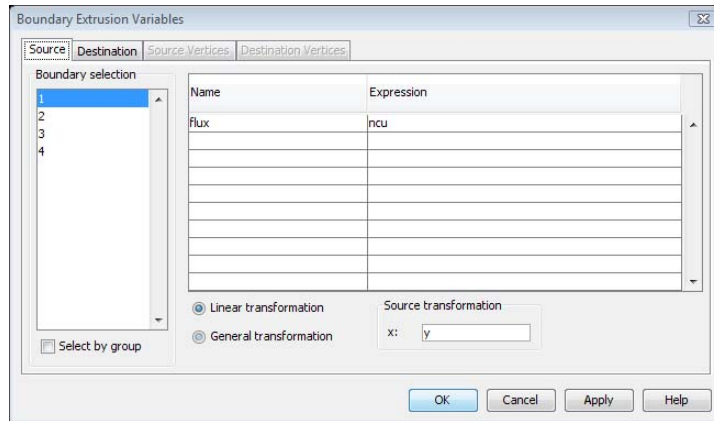 Boundary Extrusion Variables
Source Destination Source Vertices Destination Vertices
Boundary selection
1
2
3
4
Select by group
Name Expression
flux ncu
Linear transformation
General transformation
Source transformation
x: y
OK Cancel Apply Help